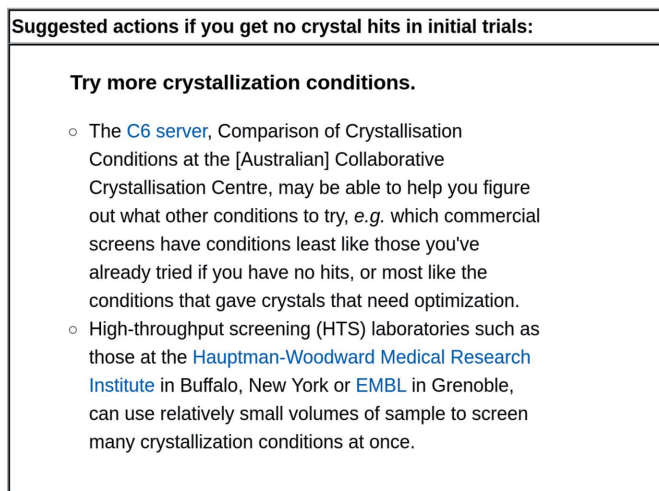 Suggested actions if you get no crystal hits in initial trials:
Try more crystallization conditions.
The C6 server, Comparison of Crystallisation
Conditions at the [Australian] Collaborative
Crystallisation Centre, may be able to help you figure
out what other conditions to try, e.g. which commercial
screens have conditions least like those you've
already tried if you have no hits, or most like the
conditions that gave crystals that need optimization.
High-throughput screening (HTS) laboratories such as
those at the Hauptman-Woodward Medical Research
Institute in Buffalo, New York or EMBL in Grenoble,
can use relatively small volumes of sample to screen
many crystallization conditions at once.